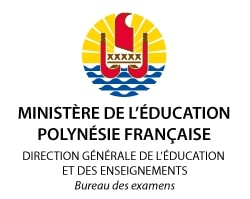 MINISTÈRE DE L'ÉDUCATION
POLYNÉSIE FRANÇAISE
DIRECTION GÉNÉRALE DE L'ÉDUCATION
ET DES ENSEIGNEMENTS
Bureau des examens